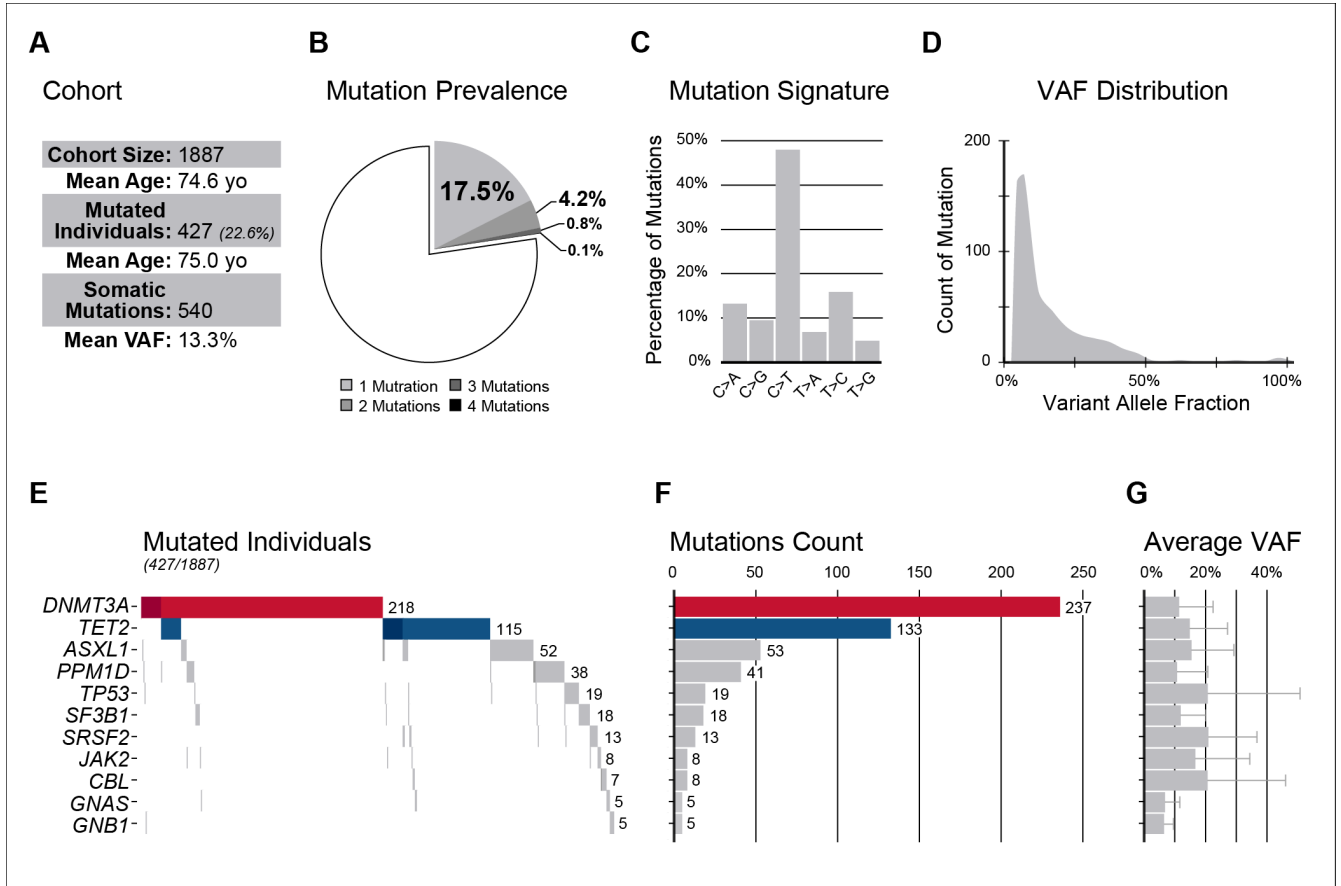 A
Cohort
Cohort Size: 1887
Mean Age: 74.6 yo
Mutated
Individuals: 427 (22.6%)
Mean Age: 75.0 yo
Somatic
Mutations: 540
Mean VAF: 13.3%
B
Mutation Prevalence
17.5%
4.2%
0.8%
0.1%
1 Mutration
3 Mutations
2 Mutations
4 Mutations
C
Mutation Signature
Percentage of Mutations
50%
40%
30%
20%
10%
0%
C>A
C>G
C>T
T>A
T>C
T>G
D
VAF Distribution
Count of Mutation
200
100
0
0%
50%
100%
Variant Allele Fraction
E
Mutated Individuals
(427/1887)
DNMT3A
218
TET2
115
ASXL1
52
PPM1D
38
TP53
19
SF3B1
18
SRSF2
13
JAK2
8
CBL
7
GNAS
5
GNB1
5
F
Mutations Count
0
50
100
150
200
250
237
133
53
41
19
18
13
8
8
5
5
G
Average VAF
0%
20%
40%